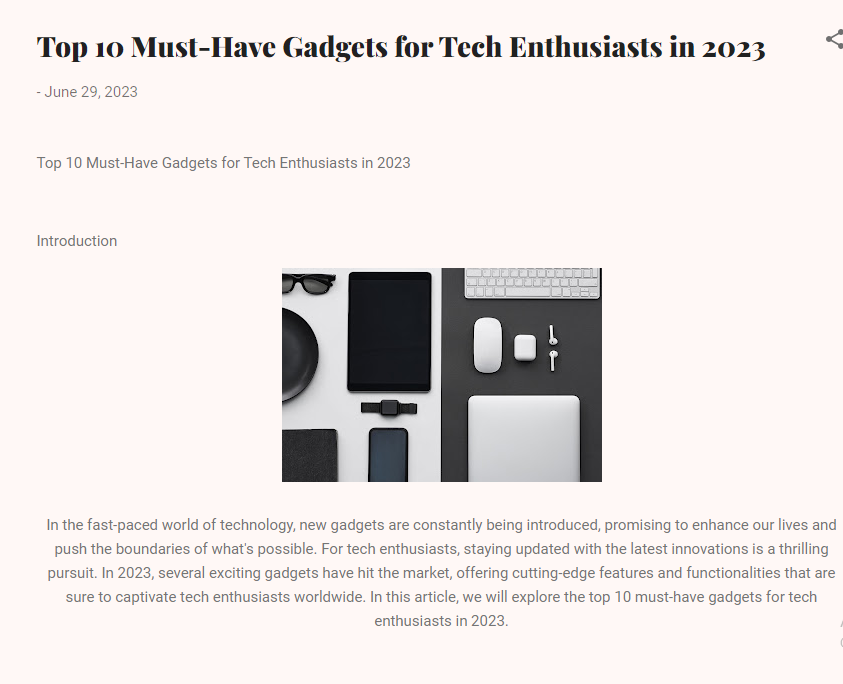 Top 10 Must-Have Gadgets for Tech Enthusiasts in 2023
- June 29, 2023
Top 10 Must-Have Gadgets for Tech Enthusiasts in 2023
Introduction
In the fast-paced world of technology, new gadgets are constantly being introduced, promising to enhance our lives and
push the boundaries of what's possible. For tech enthusiasts, staying updated with the latest innovations is a thrilling
pursuit. In 2023, several exciting gadgets have hit the market, offering cutting-edge features and functionalities that are
sure to captivate tech enthusiasts worldwide. In this article, we will explore the top 10 must-have gadgets for tech
enthusiasts in 2023.